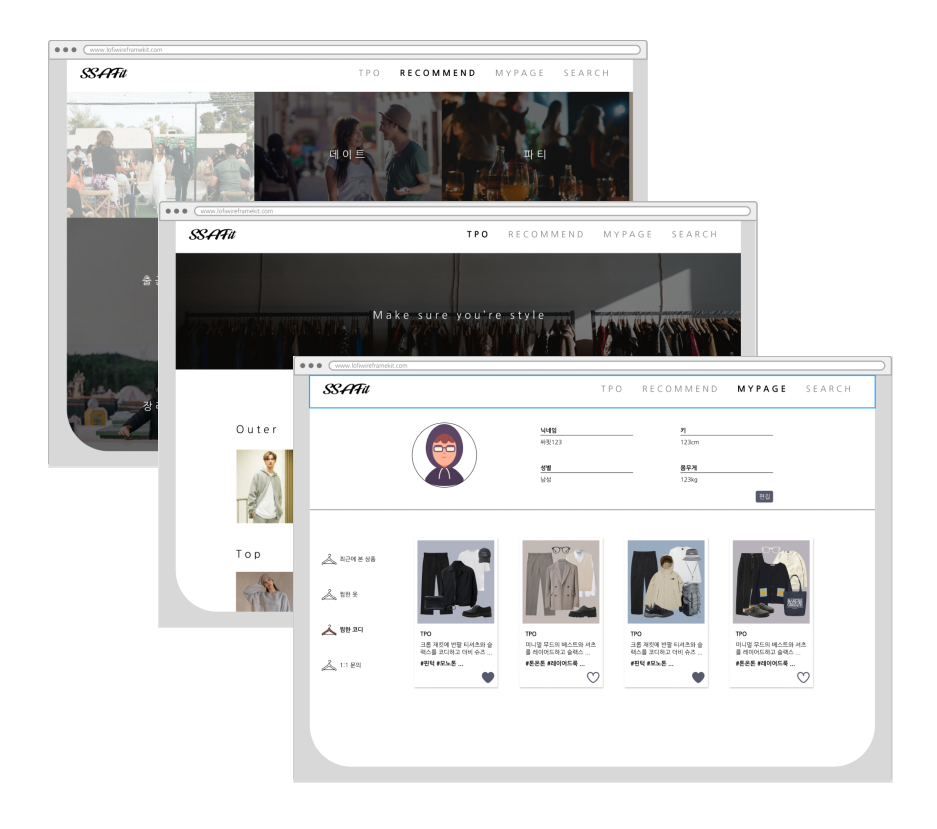 www.lofiwireframekit.com
SSAFit
TPO RECOMMEND MYPAGE SEARCH
데이트
파티
www.lofiwireframekit.com
SSAFit
TPO RECOMMEND MYPAGE SEARCH
Make sure you're style
Outer
Top
www.lofiwireframekit.com
SSAFit
TPO RECOMMEND MYPAGE SEARCH
닉네임
싸핏123
키
123cm
성별
남성
몸무게
123kg
편집
최근에 본 상품
찜한 옷
찜한 코디
1:1 문의
TPO
크롭 재킷에 반팔 티셔츠와 슬
랙스를 코디하고 더비 슈즈 ...
#핀턱 #모노톤 ...
TPO
미니멀 무드의 베스트와 셔츠
를 레이어드하고 슬랙스 ...
#톤온톤 #레이어드룩 ...
TPO
크롭 재킷에 반팔 티셔츠와 슬
랙스를 코디하고 더비 슈즈 ...
#핀턱 #모노톤 ...
TPO
미니멀 무드의 베스트와 셔츠
를 레이어드하고 슬랙스 ...
#톤온톤 #레이어드룩 ...